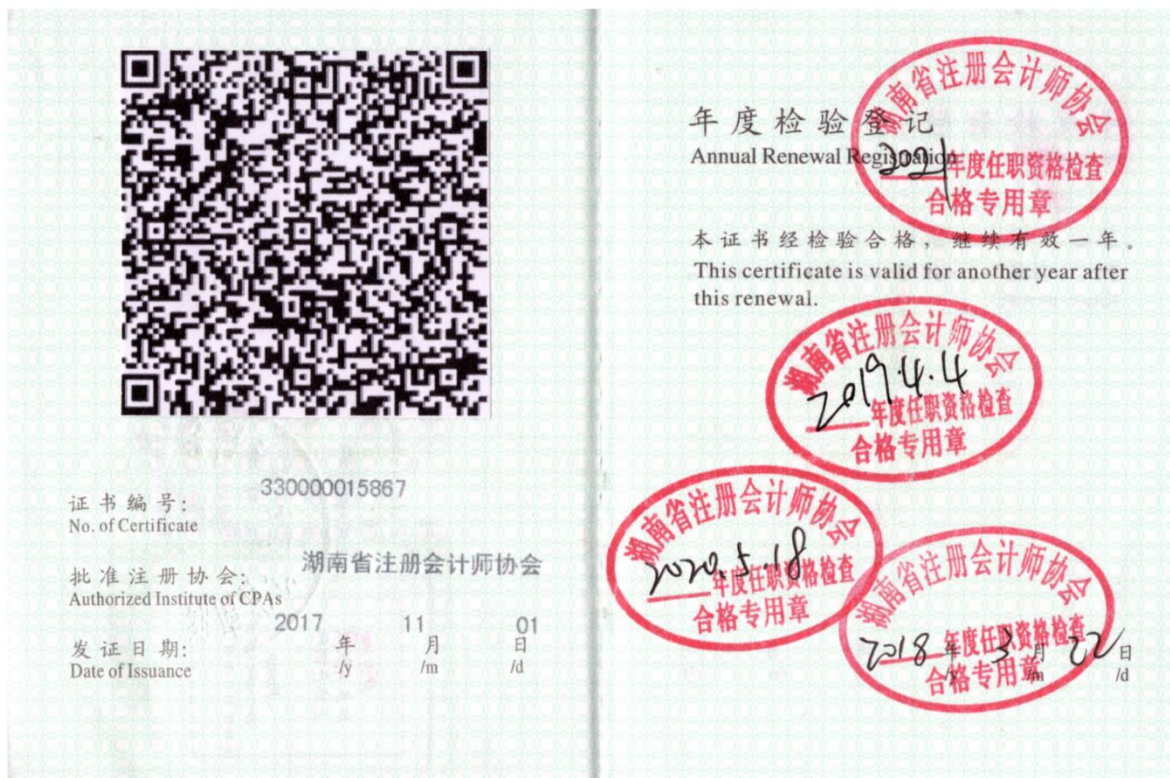 330000015867
证书编号:
No. of Certificate
湖南省注册会计师协会
批准注册协会:
Authorized Institute of CPAs
2017 11 01
发证日期: 年 月 日
Date of Issuance /y /m /d
湖南省注册会计师协会
年度检验登记
Annual Renewal Registration
2021年度任职资格检查
合格专用章
本证书经检验合格，继续有效一年。
This certificate is valid for another year after
this renewal.
湖南省注册会计师协会
2019.4.4
年度任职资格检查
合格专用章
湖南省注册会计师协会
2020.5.18
年度任职资格检查
合格专用章
湖南省注册会计师协会
年度任职资格检查
2018 年 3 月 22 日
/y /m /d
合格专用章